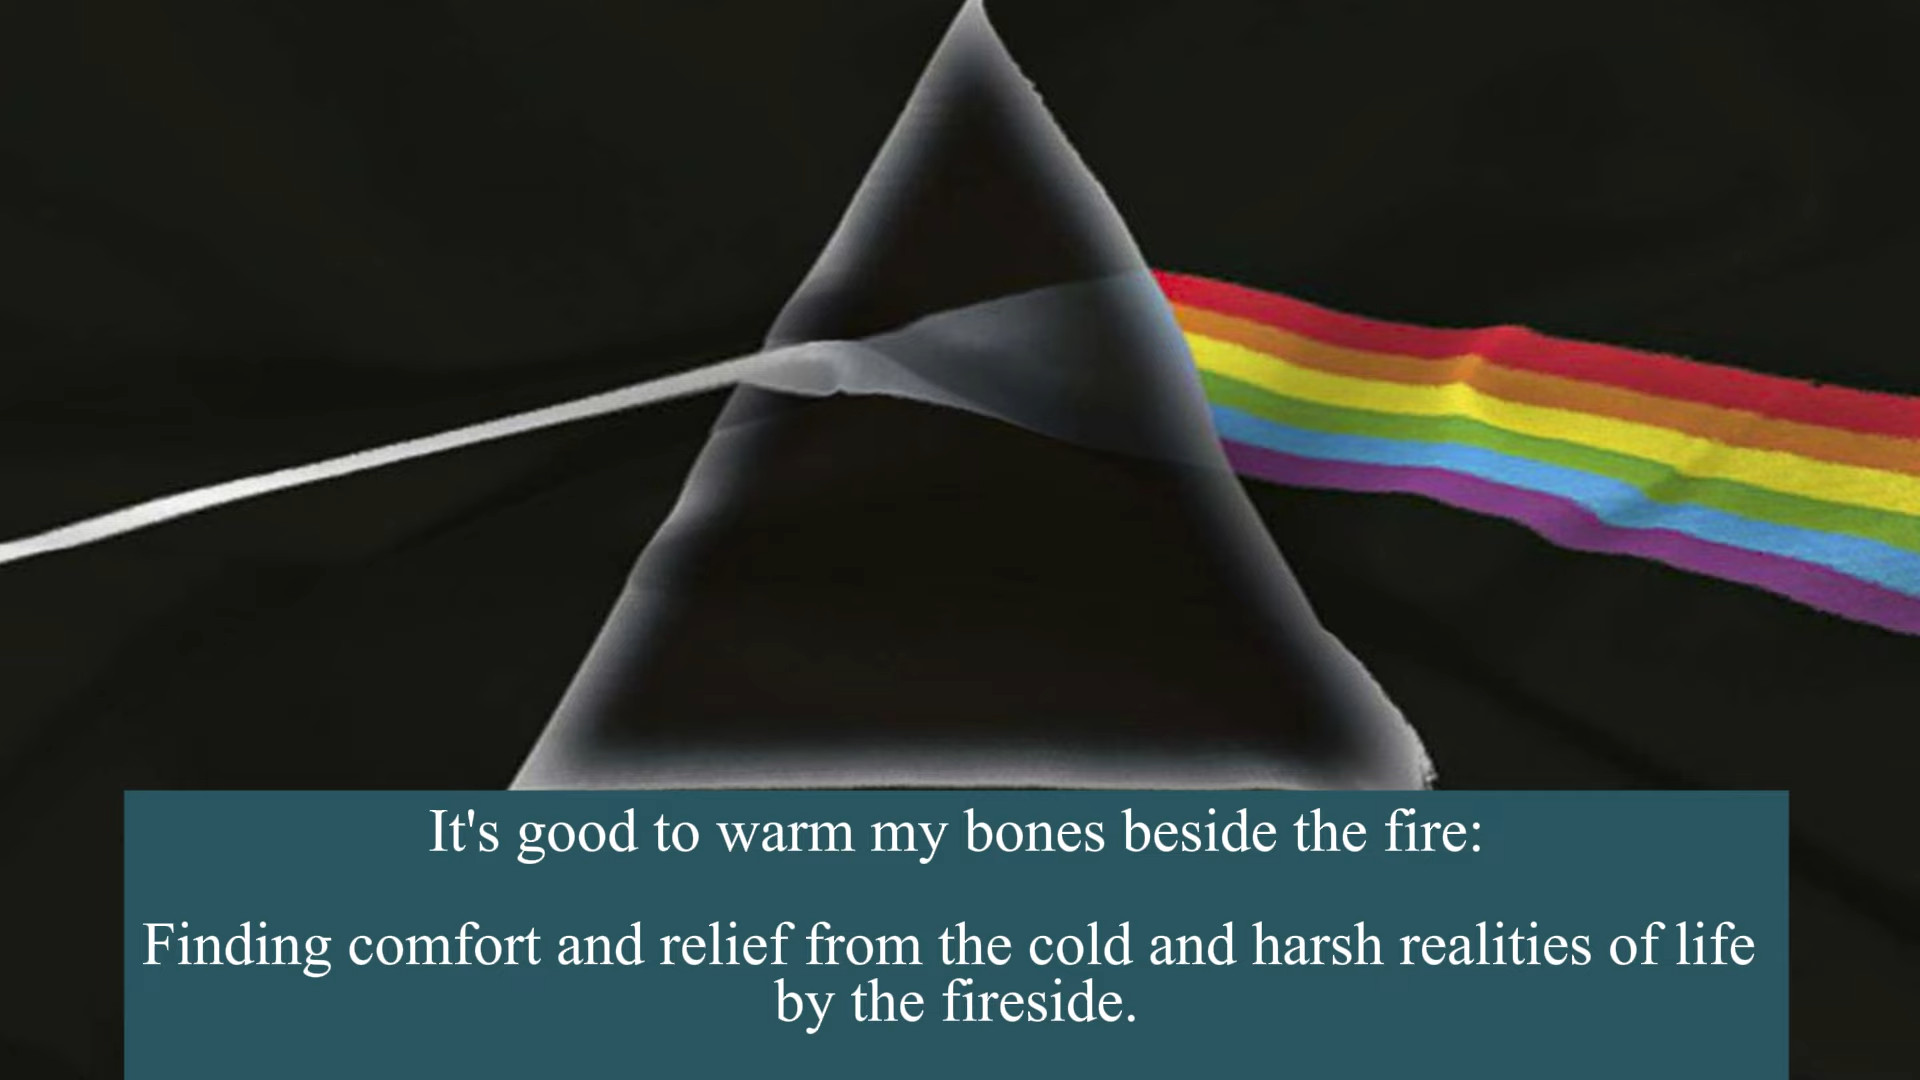 It's good to warm my bones beside the fire:
Finding comfort and relief from the cold and harsh realities of life
by the fireside.